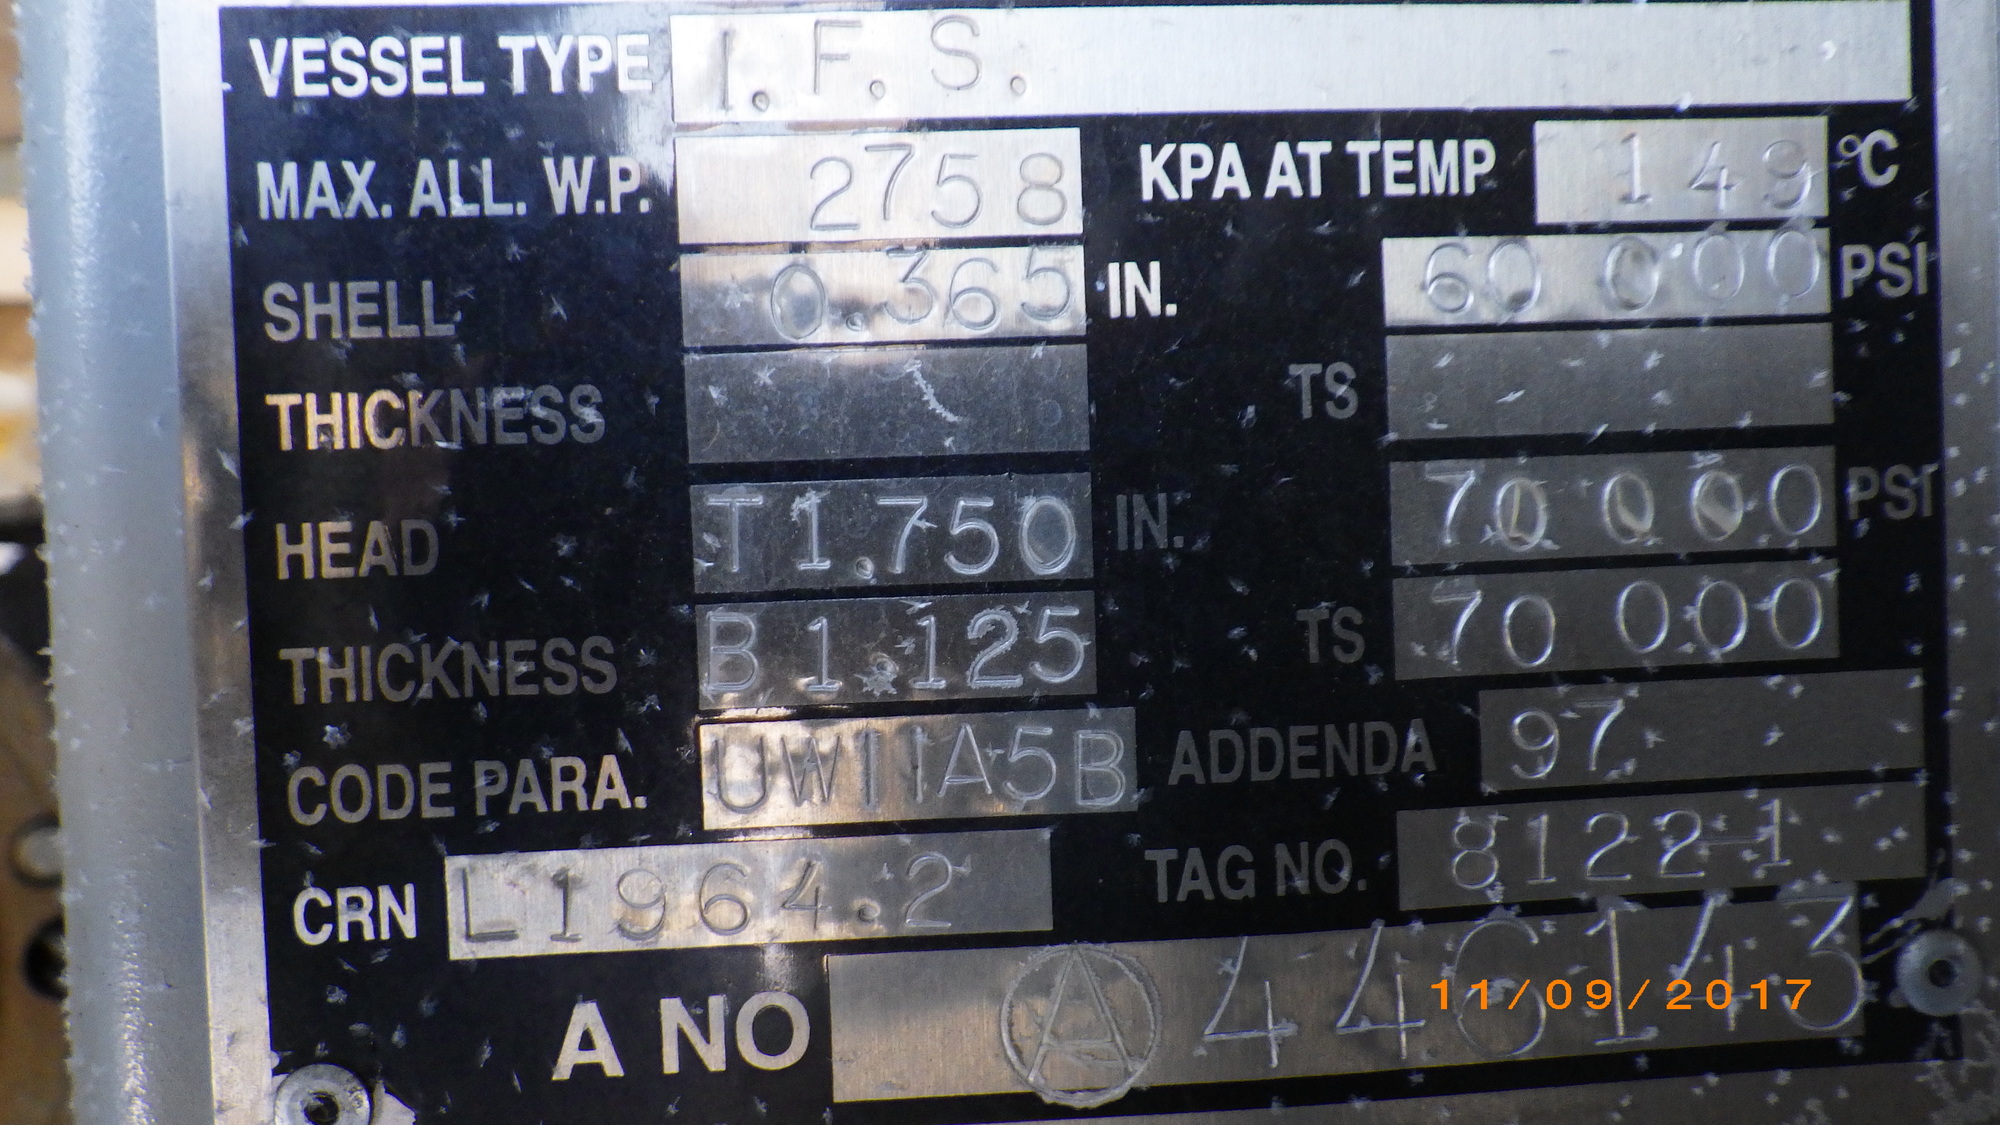 VESSEL TYPE I.F.S.
MAX. ALL. W.P. 2758 KPA AT TEMP 149 °C
SHELL 0.365 IN. 60 000 PSI
THICKNESS TS
HEAD T1.750 IN. 70 000 PSI
THICKNESS B1.125 TS 70 000
CODE PARA. UW11A5B ADDENDA 97
CRN L1964.2 TAG NO. 8122-1
A NO A 446143
11/09/2017